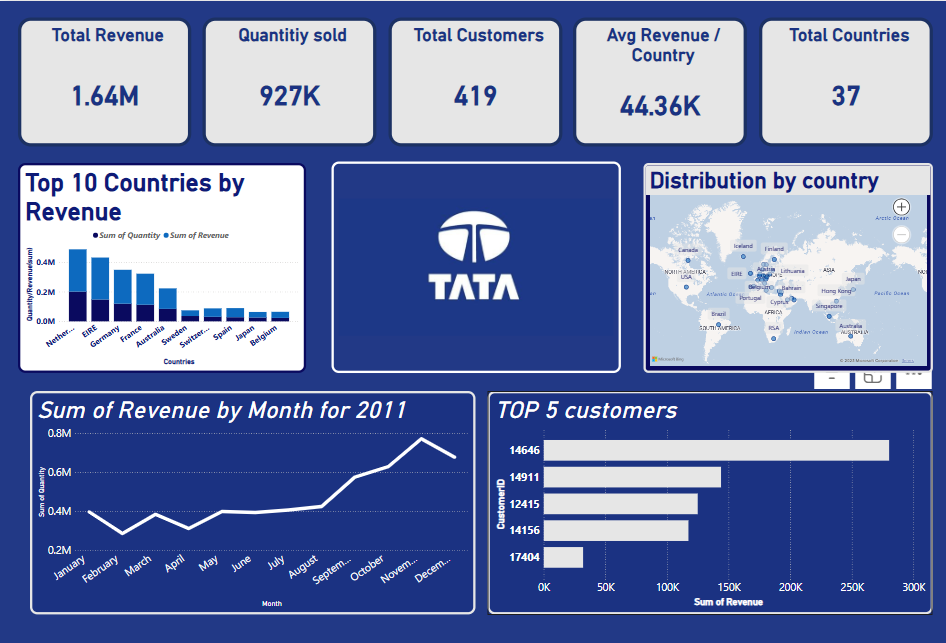 Total Revenue
1.64M
Quantitiy sold
927K
Total Customers
419
Avg Revenue /
Country
44.36K
Total Countries
37
Top 10 Countries by
Revenue
Sum of Quantity Sum of Revenue
Quantity/Revenue(sum)
0.4M
0.2M
0.0M
Nether...
EIRE
Germany
France
Australia
Sweden
Switzer...
Spain
Japan
Belgium
Countries
TATA
Distribution by country
+
−
Arctic Ocean
Canada
Iceland
Finland
NORTH AMERICA
USA
EIRE
Austria
Lithuania
ASIA
Japan
Belgium
Bahrain
Hong Kong
Pacific Ocean
Atlantic Oc
Portugal
Cyprus
AFRICA
Singapore
Brazil
SOUTH AMERICA
RSA
Indian Ocean
Australia
AUSTRALIA
Microsoft Bing
Microsoft Corporation
Terms
Sum of Revenue by Month for 2011
Sum of Quantity
0.8M
0.6M
0.4M
0.2M
January
February
March
April
May
June
July
August
Septem...
October
Novem...
Decem...
Month
TOP 5 customers
CustomerID
14646
14911
12415
14156
17404
0K
50K
100K
150K
200K
250K
300K
Sum of Revenue